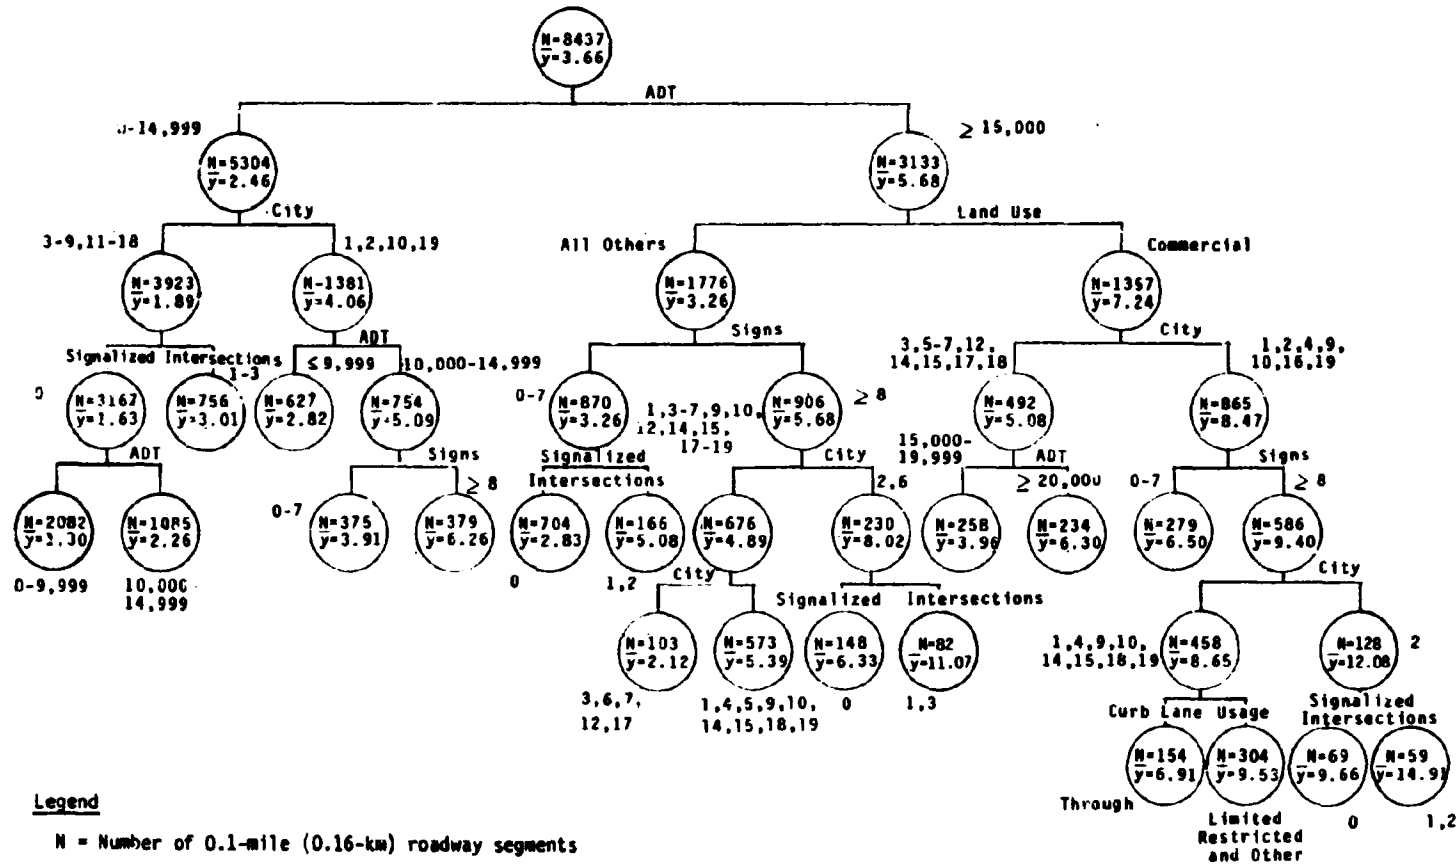 N=8437
y=3.66
ADT
0-14,999
≥ 15,000
N=5304
y=2.46
N=3133
y=5.68
City
Land Use
3-9,11-18
1,2,10,19
All Others
Commercial
N=3923
y=1.89
N-1381
y=4.06
N=1776
y=3.26
N=1357
y=7.24
Signalized Intersections
ADT
Signs
City
0
1-3
≤ 9,999
10,000-14,999
0-7
≥ 8
3,5-7,12,
14,15,17,18
1,2,4,9,
10,16,19
N=3167
y=1.63
N=756
y=3.01
N=627
y=2.82
N=754
y=5.09
N=870
y=3.26
N=906
y=5.68
N=492
y=5.08
N=865
y=8.47
1,3-7,9,10,
12,14,15,
17-19
ADT
Signs
Signalized
Intersections
City
15,000-
19,999
ADT
Signs
0-7
≥ 8
2,6
≥ 20,000
0-7
≥ 8
N=2082
y=1.30
N=1085
y=2.26
N=375
y=3.91
N=379
y=6.26
N=704
y=2.83
N=166
y=5.08
N=676
y=4.89
N=230
y=8.02
N=258
y=3.96
N=234
y=6.30
N=279
y=6.50
N=586
y=9.40
0-9,999
10,000
14,999
0
1,2
City
Signalized Intersections
City
N=103
y=2.12
N=573
y=5.39
N=148
y=6.33
N=82
y=11.07
1,4,9,10,
14,15,18,19
N=458
y=8.65
N=128
y=12.08
2
3,6,7,
12,17
1,4,5,9,10,
14,15,18,19
0
1,3
Curb Lane Usage
Signalized
Intersections
N=154
y=6.91
N=304
y=9.53
N=69
y=9.66
N=59
y=14.91
Through
Limited
Restricted
and Other
0
1,2
Legend
N = Number of 0.1-mile (0.16-km) roadway segments